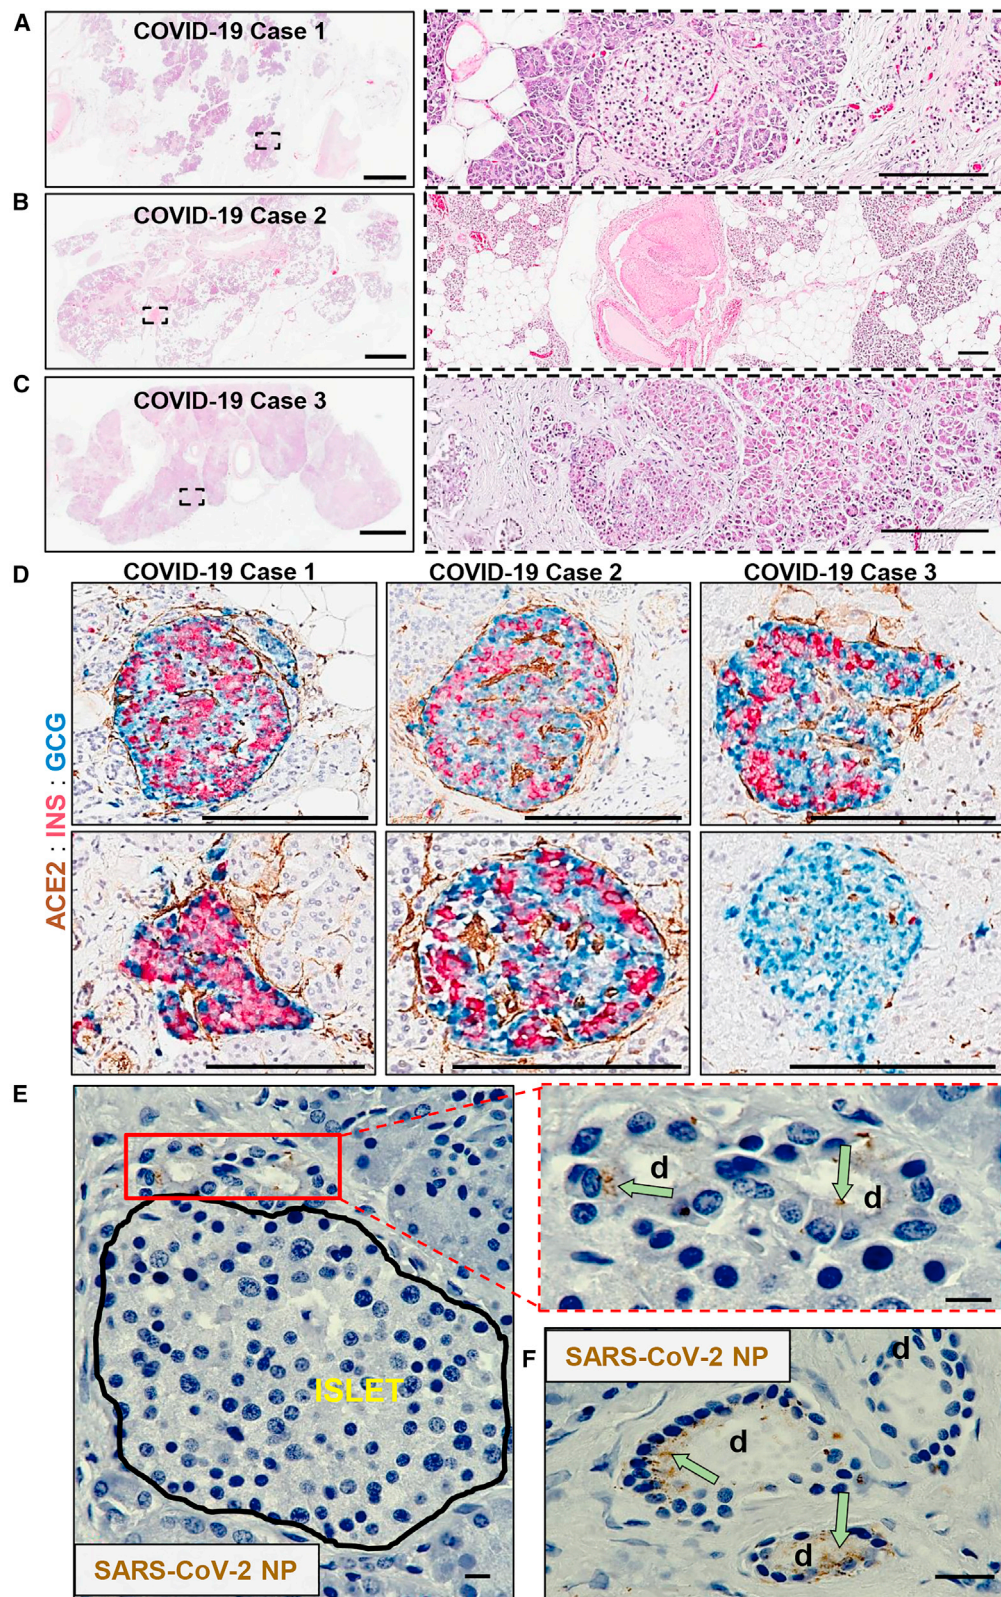 A
COVID-19 Case 1
B
COVID-19 Case 2
C
COVID-19 Case 3
D
COVID-19 Case 1
COVID-19 Case 2
COVID-19 Case 3
ACE2 : INS : GCG
E
ISLET
SARS-CoV-2 NP
d
d
F
SARS-CoV-2 NP
d
d
d